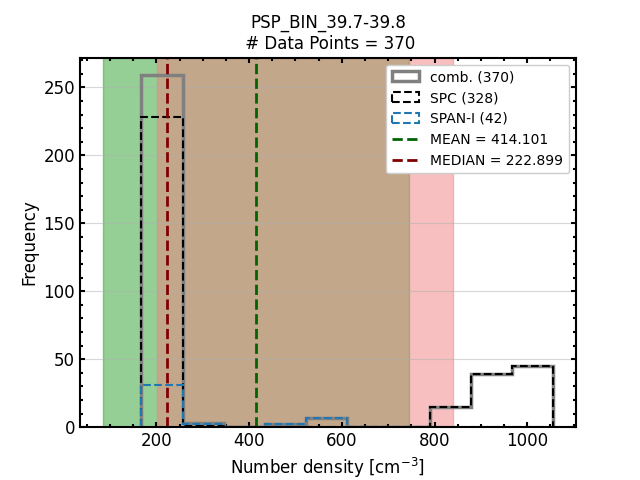 PSP_BIN_39.7-39.8
# Data Points = 370
comb. (370)
SPC (328)
SPAN-I (42)
MEAN = 414.101
MEDIAN = 222.899
Frequency
250
200
150
100
50
0
200 400 600 800 1000
Number density [cm⁻³]